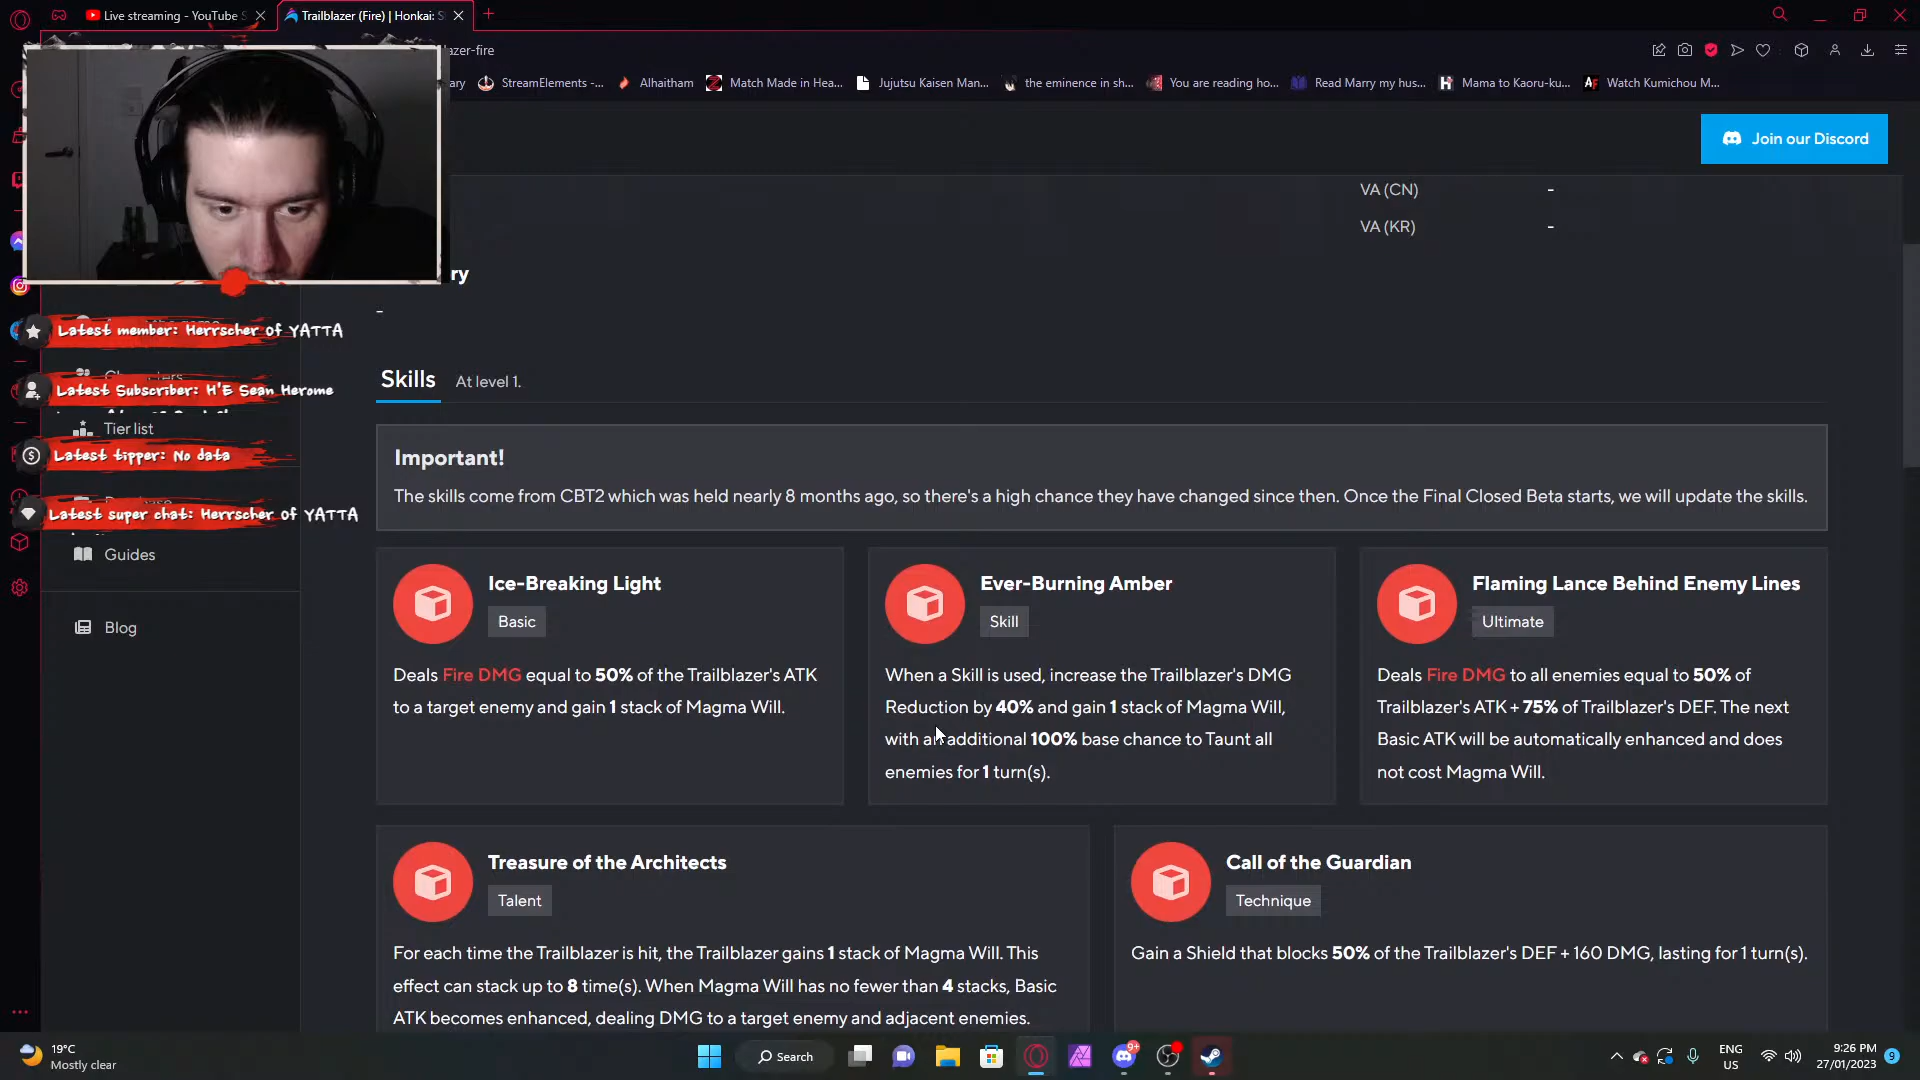 Live streaming - YouTube S
Trailblazer (Fire) | Honkai: S
azer-fire
ary
StreamElements -...
Alhaitham
Match Made in Hea...
Jujutsu Kaisen Man...
the eminence in sh...
You are reading ho...
Read Marry my hus...
Mama to Kaoru-ku...
Watch Kumichou M...
Join our Discord
VA (CN) -
VA (KR) -
ry
-
Latest member: Herrscher of YATTA
Latest Subscriber: H'E Sean Herome
Tier list
Latest tipper: No data
Latest super chat: Herrscher of YATTA
Guides
Blog
Skills At level 1.
Important!
The skills come from CBT2 which was held nearly 8 months ago, so there's a high chance they have changed since then. Once the Final Closed Beta starts, we will update the skills.
Ice-Breaking Light
Basic
Deals Fire DMG equal to 50% of the Trailblazer's ATK
to a target enemy and gain 1 stack of Magma Will.
Ever-Burning Amber
Skill
When a Skill is used, increase the Trailblazer's DMG
Reduction by 40% and gain 1 stack of Magma Will,
with an additional 100% base chance to Taunt all
enemies for 1 turn(s).
Flaming Lance Behind Enemy Lines
Ultimate
Deals Fire DMG to all enemies equal to 50% of
Trailblazer's ATK + 75% of Trailblazer's DEF. The next
Basic ATK will be automatically enhanced and does
not cost Magma Will.
Treasure of the Architects
Talent
For each time the Trailblazer is hit, the Trailblazer gains 1 stack of Magma Will. This
effect can stack up to 8 time(s). When Magma Will has no fewer than 4 stacks, Basic
ATK becomes enhanced, dealing DMG to a target enemy and adjacent enemies.
Call of the Guardian
Technique
Gain a Shield that blocks 50% of the Trailblazer's DEF + 160 DMG, lasting for 1 turn(s).
19°C
Mostly clear
Search
9+
ENG
US
9:26 PM
27/01/2023
9